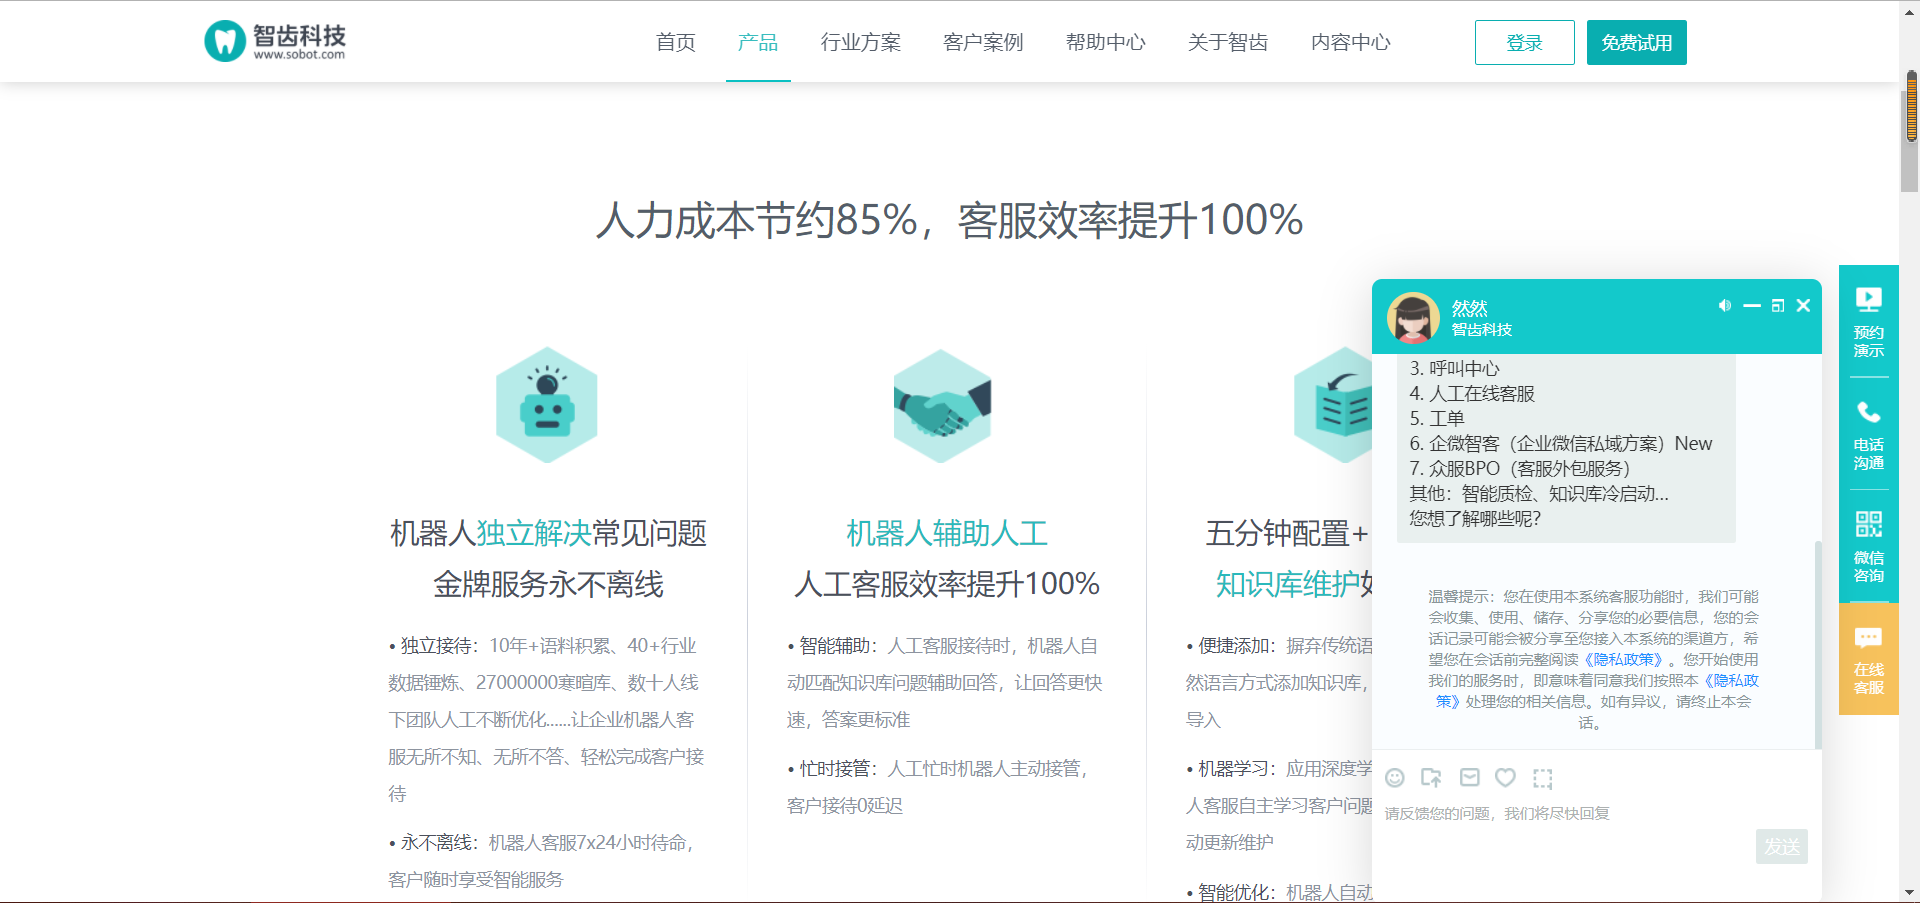 智齿科技
www.sobot.com
首页
产品
行业方案
客户案例
帮助中心
关于智齿
内容中心
登录
免费试用
人力成本节约85%，客服效率提升100%
机器人独立解决常见问题
金牌服务永不离线
• 独立接待：10年+语料积累、40+行业
数据锤炼、27000000寒暄库、数十人线
下团队人工不断优化......让企业机器人客
服无所不知、无所不答、轻松完成客户接
待
• 永不离线：机器人客服7x24小时待命，
客户随时享受智能服务
机器人辅助人工
人工客服效率提升100%
• 智能辅助：人工客服接待时，机器人自
动匹配知识库问题辅助回答，让回答更快
速，答案更标准
• 忙时接管：人工忙时机器人主动接管，
客户接待0延迟
五分钟配置+
知识库维护
• 便捷添加：摒弃传统语
然语言方式添加知识库，
导入
• 机器学习：应用深度学
人客服自主学习客户问题
动更新维护
• 智能优化：机器人自动
然然
智齿科技
3. 呼叫中心
4. 人工在线客服
5. 工单
6. 企微智客（企业微信私域方案）New
7. 众服BPO（客服外包服务）
其他：智能质检、知识库冷启动...
您想了解哪些呢？
温馨提示：您在使用本系统客服功能时，我们可能
会收集、使用、储存、分享您的必要信息，您的会
话记录可能会被分享至您接入本系统的渠道方，希
望您在会话前完整阅读《隐私政策》。您开始使用
我们的服务时，即意味着同意我们按照本《隐私政
策》处理您的相关信息。如有异议，请终止本会
话。
请反馈您的问题，我们将尽快回复
发送
预约
演示
电话
沟通
微信
咨询
在线
客服